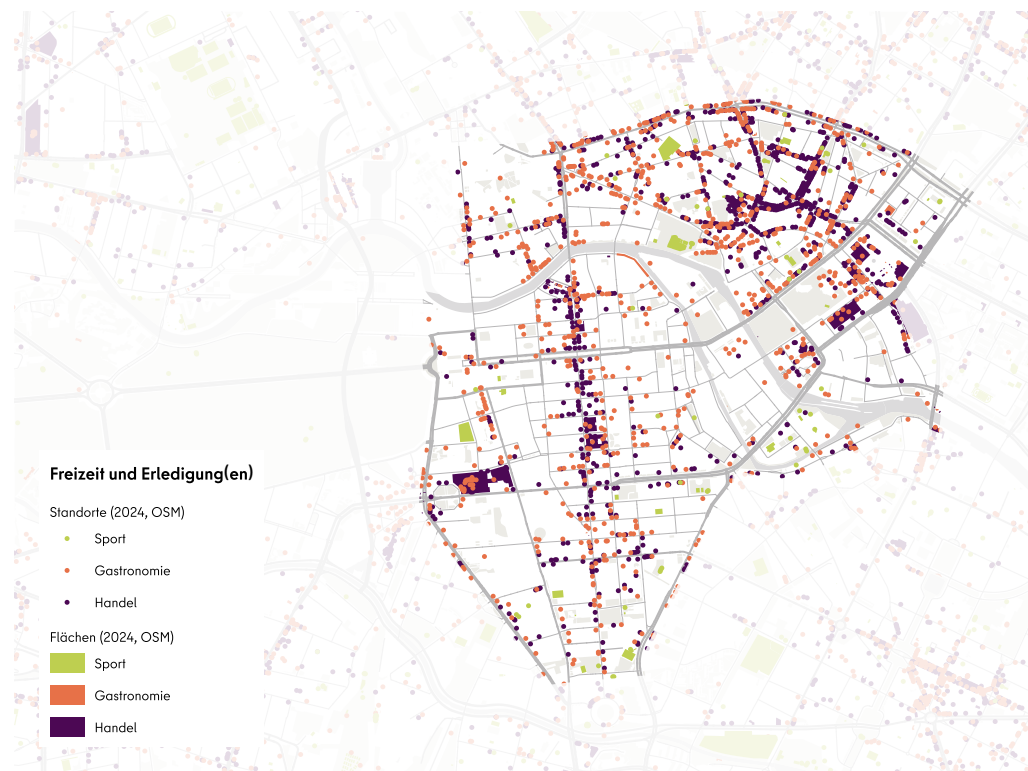 Freizeit und Erledigung(en)
Standorte (2024, OSM)
Sport
Gastronomie
Handel
Flächen (2024, OSM)
Sport
Gastronomie
Handel